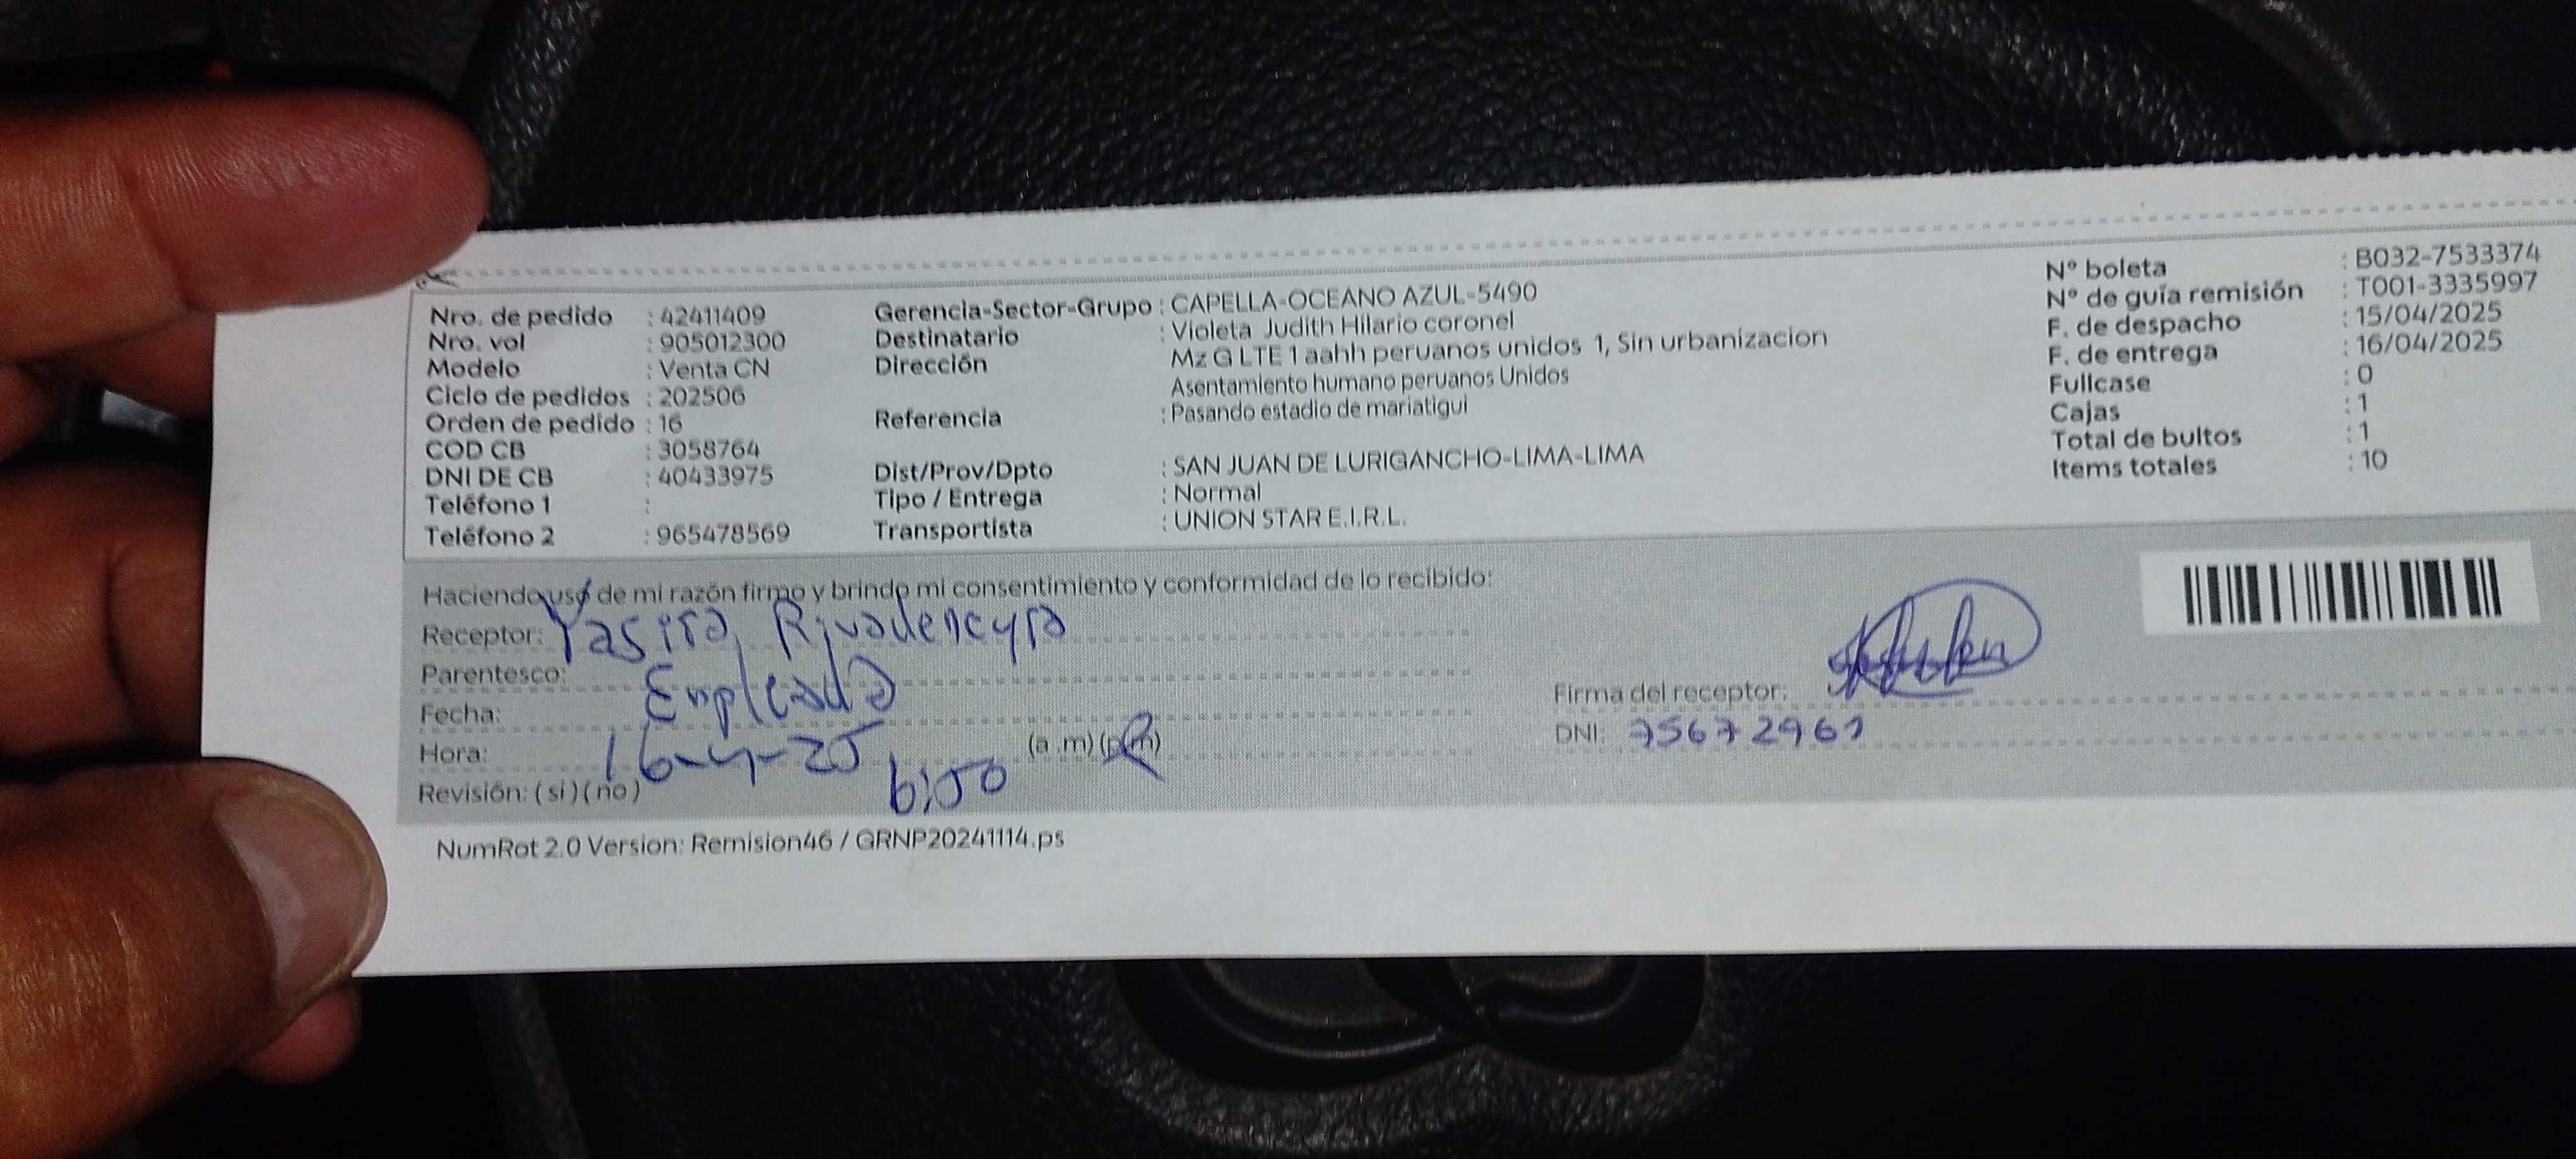 Nro. de pedido : 42411409
Nro. vol : 905012300
Modelo : Venta CN
Ciclo de pedidos : 202506
Orden de pedido : 16
COD CB : 3058764
DNI DE CB : 40433975
Teléfono 1 :
Teléfono 2 : 965478569
Gerencia-Sector-Grupo : CAPELLA-OCEANO AZUL-5490
Destinatario : Violeta Judith Hilario coronel
Dirección Mz G LTE 1 aahh peruanos unidos 1, Sin urbanizacion
Asentamiento humano peruanos Unidos
Referencia : Pasando estadio de mariatigui
Dist/Prov/Dpto : SAN JUAN DE LURIGANCHO-LIMA-LIMA
Tipo / Entrega : Normal
Transportista : UNION STAR E.I.R.L.
N° boleta : B032-7533374
N° de guía remisión : T001-3335997
F. de despacho : 15/04/2025
F. de entrega : 16/04/2025
Fullcase : 0
Cajas : 1
Total de bultos : 1
Items totales : 10
Haciendo uso de mi razón firmo y brindo mi consentimiento y conformidad de lo recibido:
Receptor: Yasira Rivadeneyra
Parentesco: Empleada
Fecha: 16-4-25
Hora: 6:50 (a .m) (p.m)
Revisión: ( si ) ( no )
Firma del receptor:
DNI: 75672961
NumRot 2.0 Version: Remision46 / GRNP20241114.ps